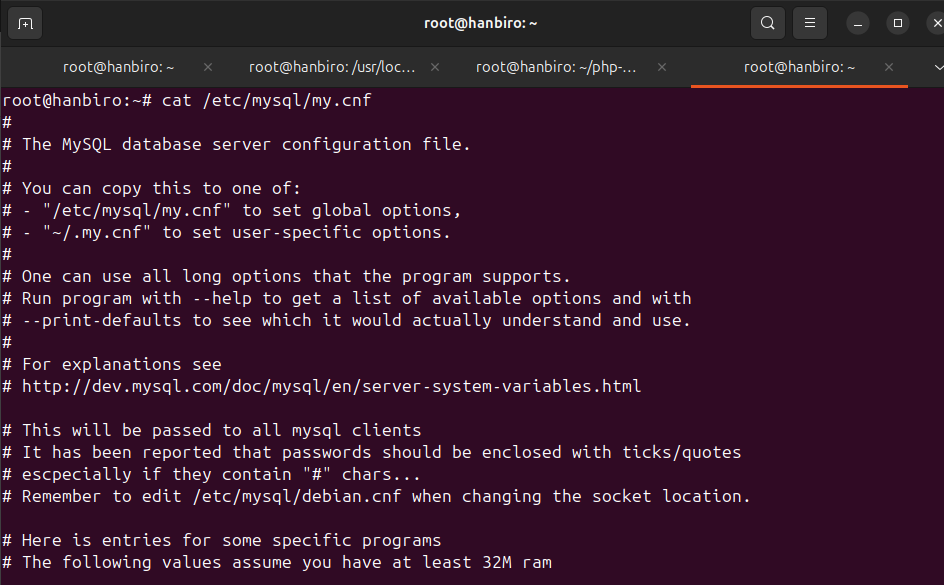 root@hanbiro: ~
root@hanbiro: ~
root@hanbiro: /usr/loc...
root@hanbiro: ~/php-...
root@hanbiro: ~
root@hanbiro:~# cat /etc/mysql/my.cnf
#
# The MySQL database server configuration file.
#
# You can copy this to one of:
# - "/etc/mysql/my.cnf" to set global options,
# - "~/.my.cnf" to set user-specific options.
#
# One can use all long options that the program supports.
# Run program with --help to get a list of available options and with
# --print-defaults to see which it would actually understand and use.
#
# For explanations see
# http://dev.mysql.com/doc/mysql/en/server-system-variables.html

# This will be passed to all mysql clients
# It has been reported that passwords should be enclosed with ticks/quotes
# escpecially if they contain "#" chars...
# Remember to edit /etc/mysql/debian.cnf when changing the socket location.

# Here is entries for some specific programs
# The following values assume you have at least 32M ram